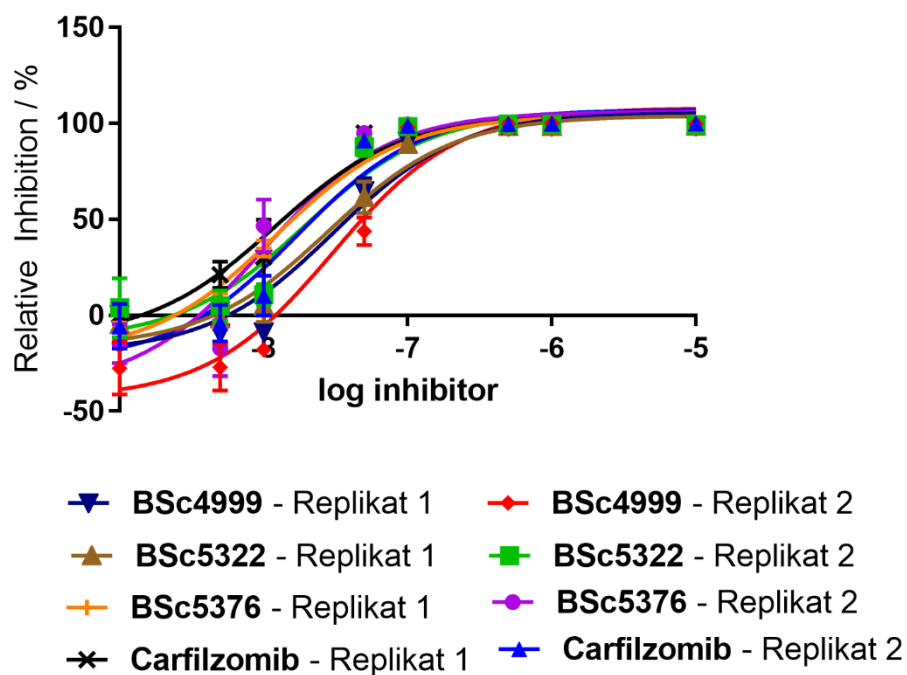 150
100
50
0
-50
-8
-7
-6
-5
Relative Inhibition / %
log inhibitor
BSc4999 - Replikat 1
BSc4999 - Replikat 2
BSc5322 - Replikat 1
BSc5322 - Replikat 2
BSc5376 - Replikat 1
BSc5376 - Replikat 2
Carfilzomib - Replikat 1
Carfilzomib - Replikat 2